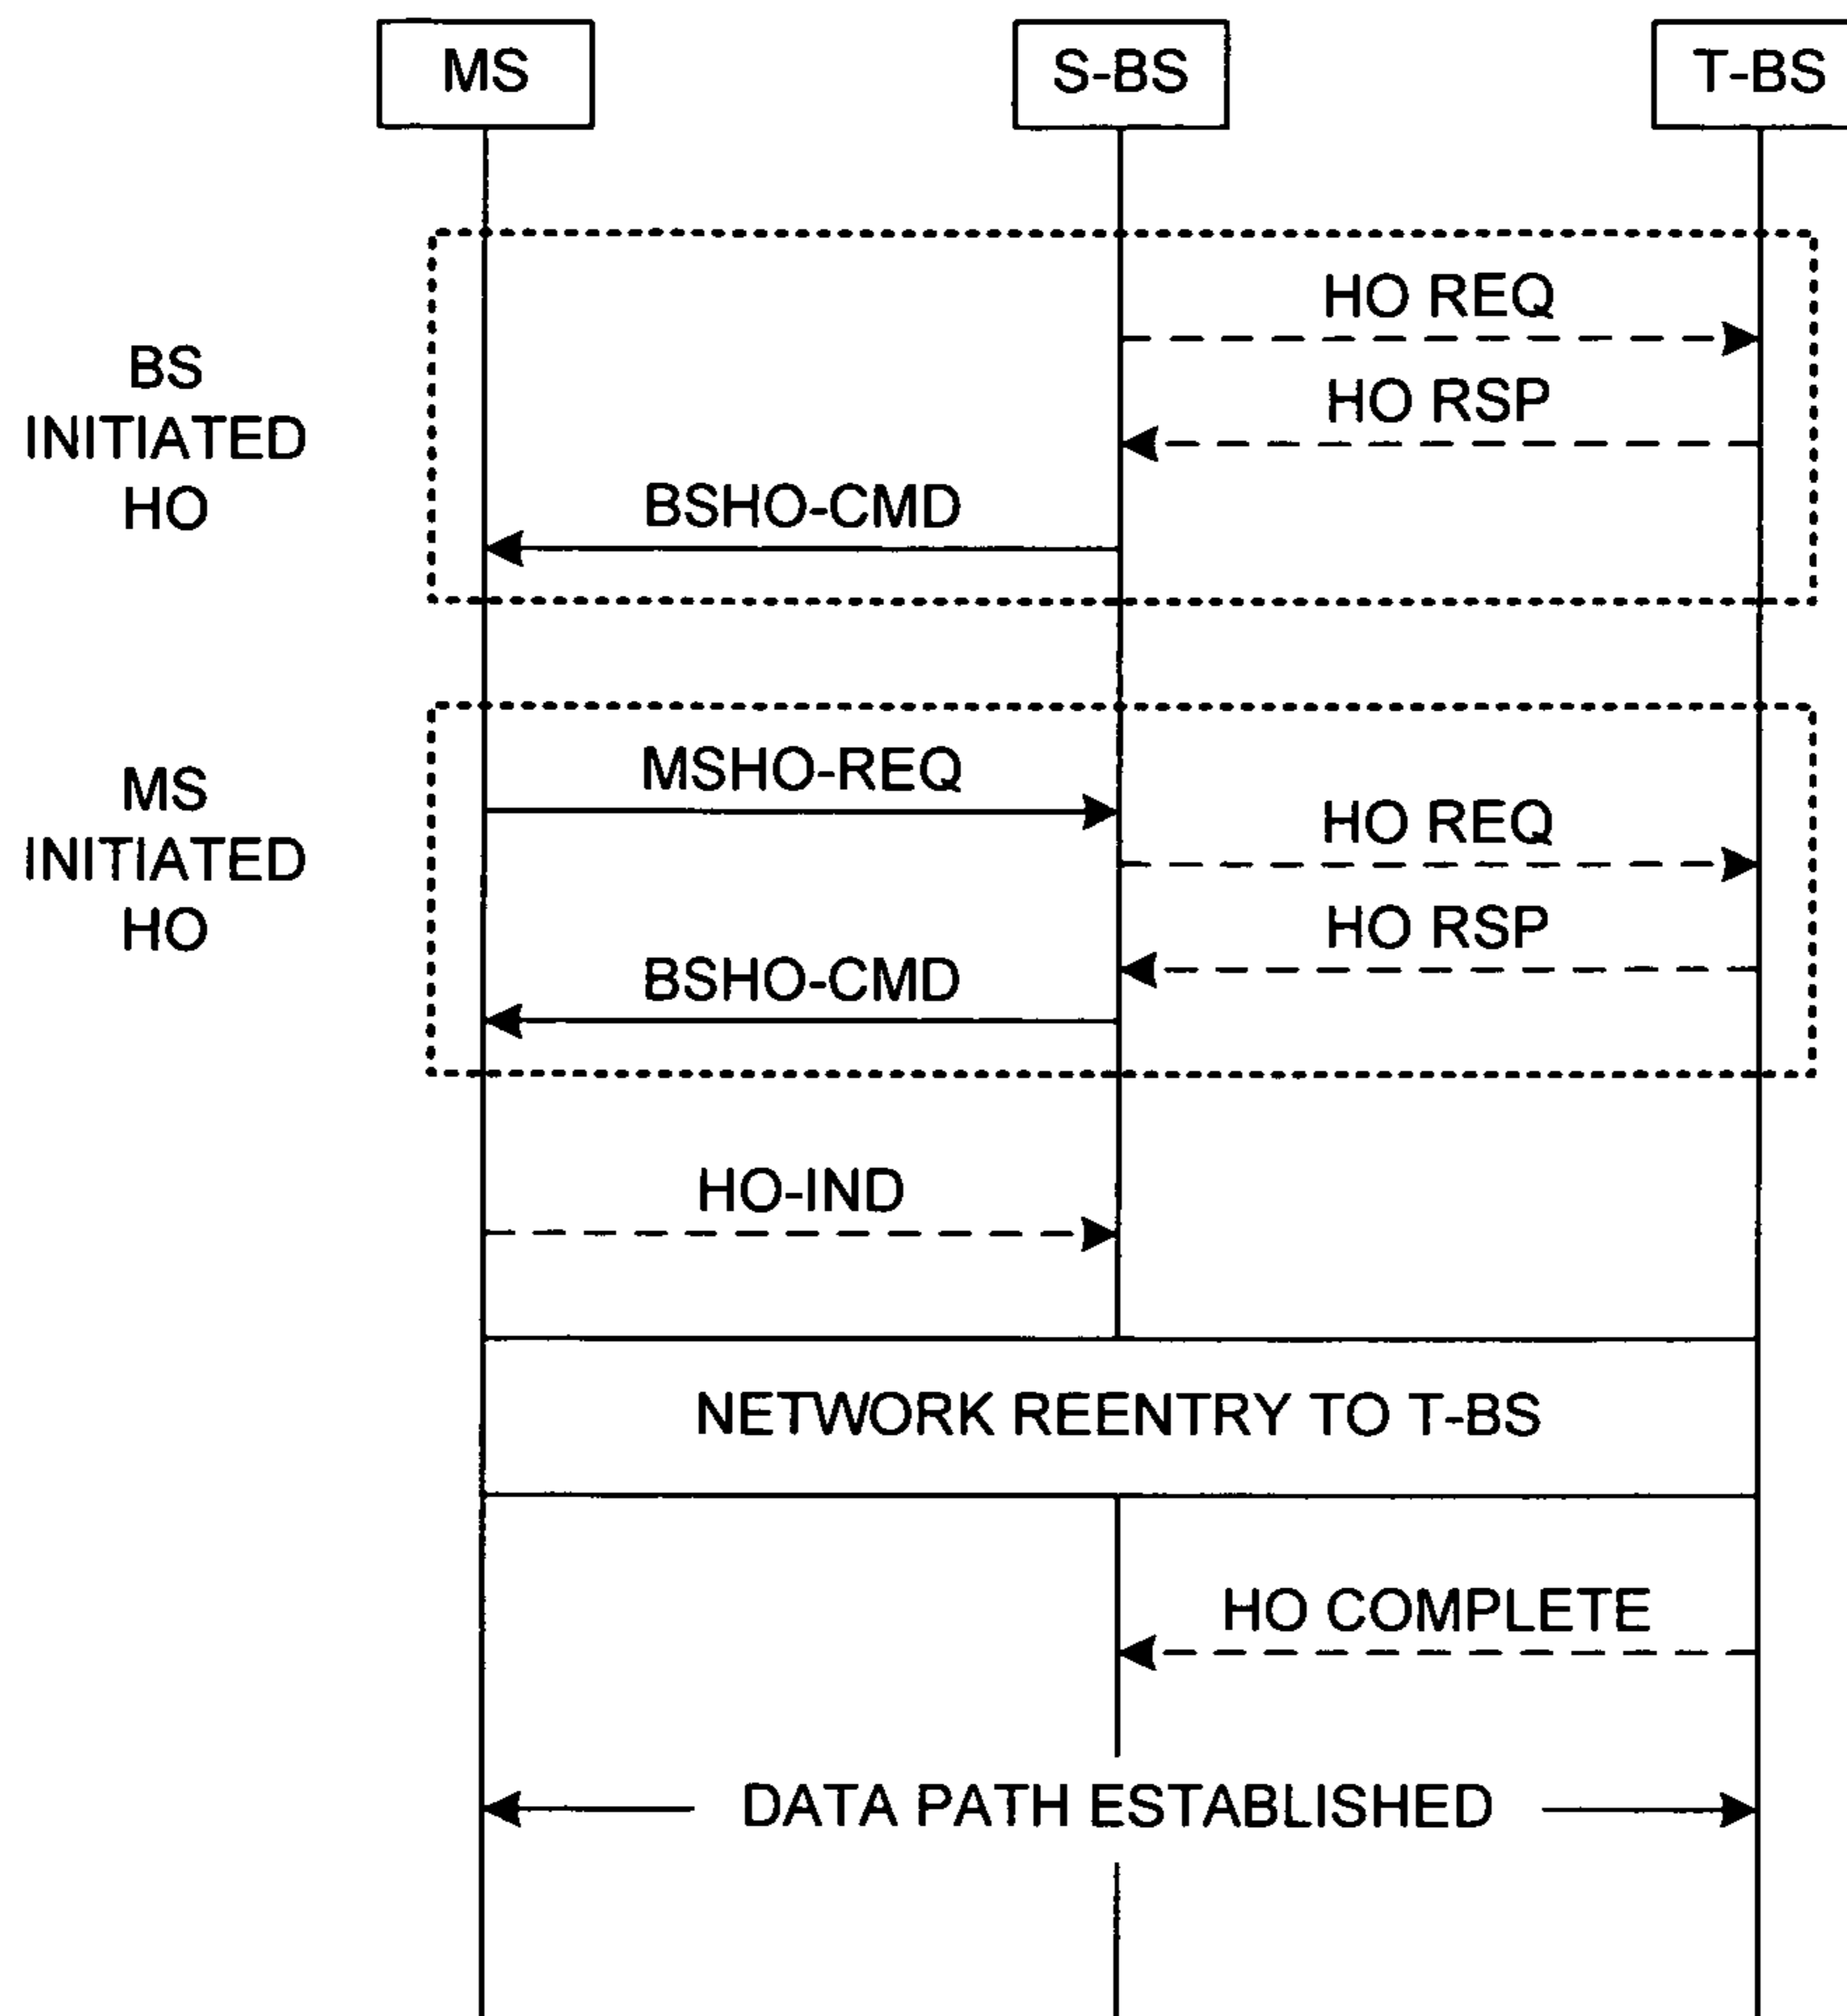 MS
S-BS
T-BS
BS
INITIATED
HO
HO REQ
HO RSP
BSHO-CMD
MS
INITIATED
HO
MSHO-REQ
HO REQ
HO RSP
BSHO-CMD
HO-IND
NETWORK REENTRY TO T-BS
HO COMPLETE
DATA PATH ESTABLISHED